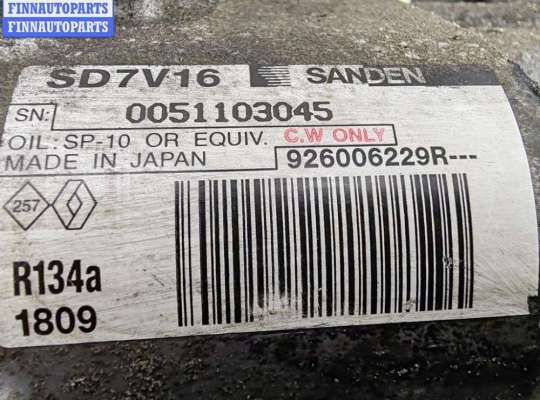 FINNAUTOPARTS
FINNAUTOPARTS
SD7V16 SANDEN
SN: 0051103045
OIL: SP-10 OR EQUIV. C.W ONLY
MADE IN JAPAN 926006229R---
257
R134a
1809